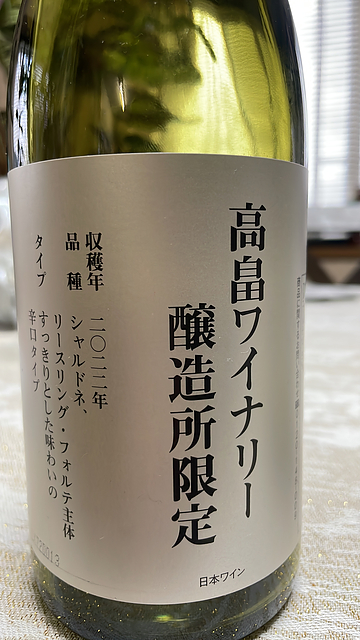 高畠ワイナリー
醸造所限定
収穫年 二〇二二年
品種 シャルドネ、
リースリング・フォルテ主体
タイプ すっきりとした味わいの
辛口タイプ
日本ワイン